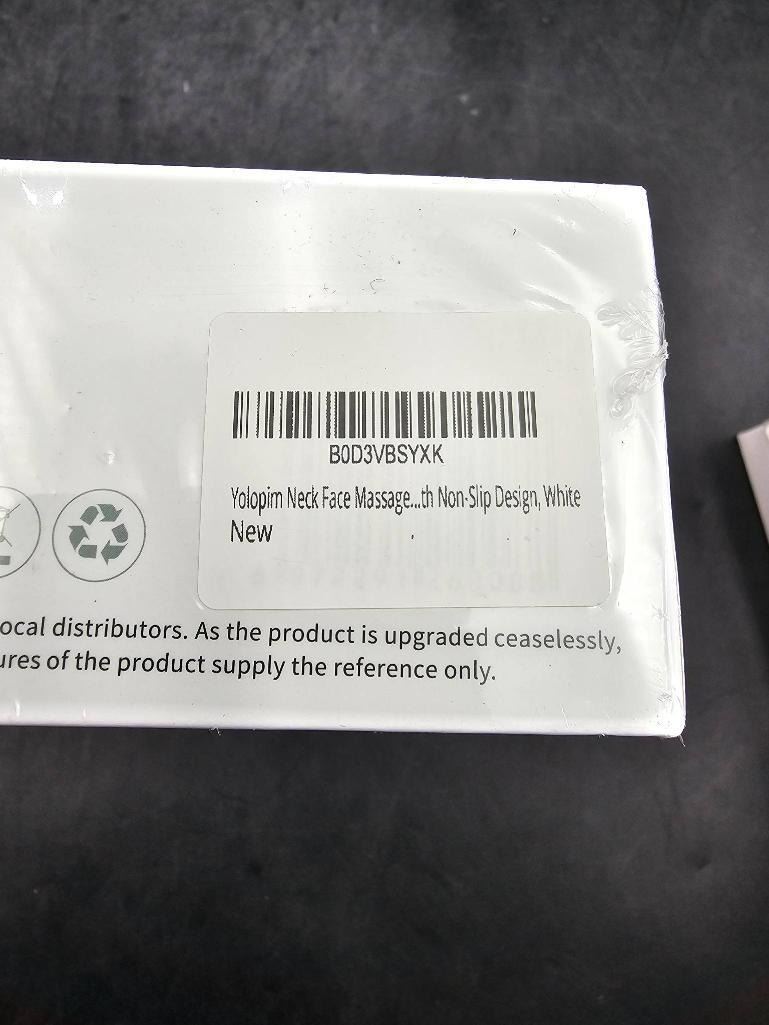 B0D3VBSYXK
Yolopim Neck Face Massage...th Non-Slip Design, White
New
ocal distributors. As the product is upgraded ceaselessly,
ures of the product supply the reference only.